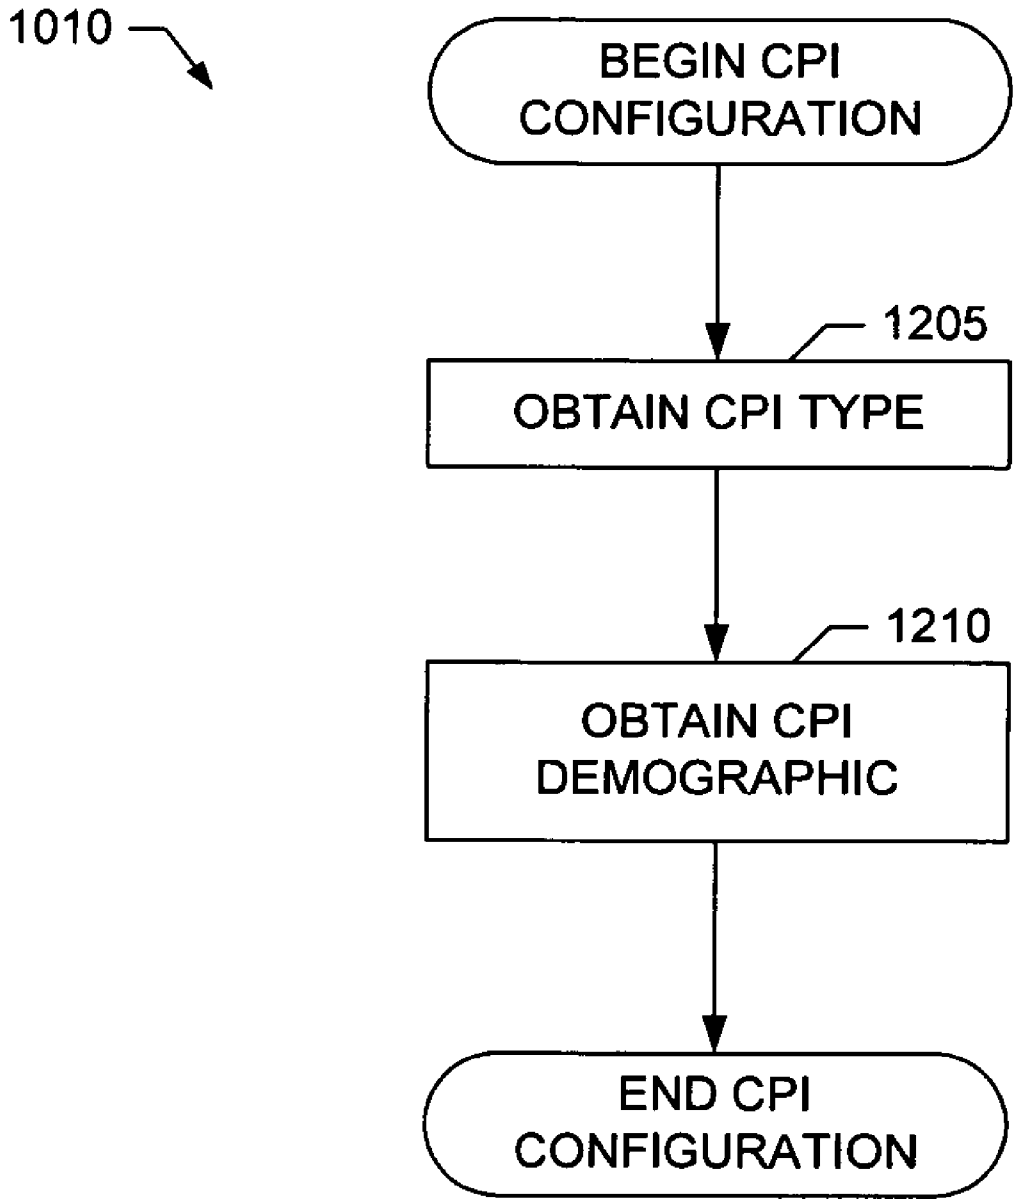 1010
BEGIN CPI
CONFIGURATION
1205
OBTAIN CPI TYPE
1210
OBTAIN CPI
DEMOGRAPHIC
END CPI
CONFIGURATION